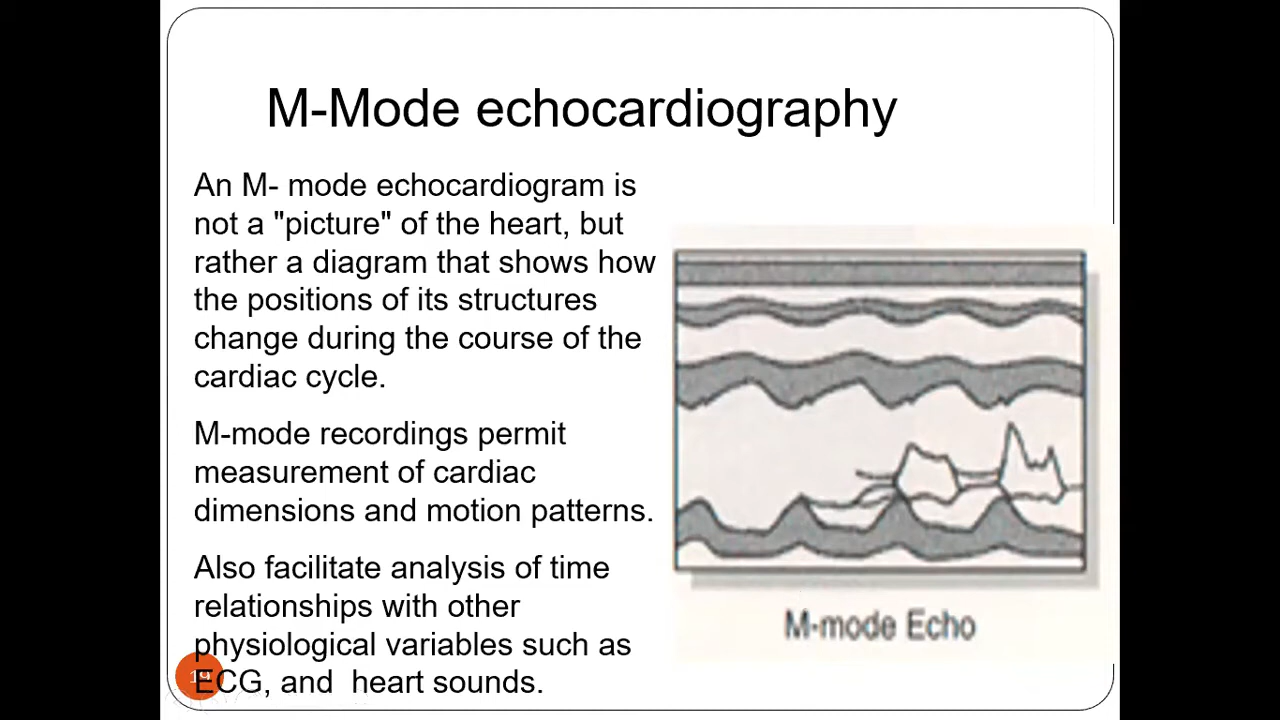 M-Mode echocardiography
An M- mode echocardiogram is
not a "picture" of the heart, but
rather a diagram that shows how
the positions of its structures
change during the course of the
cardiac cycle.
M-mode recordings permit
measurement of cardiac
dimensions and motion patterns.
Also facilitate analysis of time
relationships with other
physiological variables such as
ECG, and  heart sounds.
M-mode Echo
19